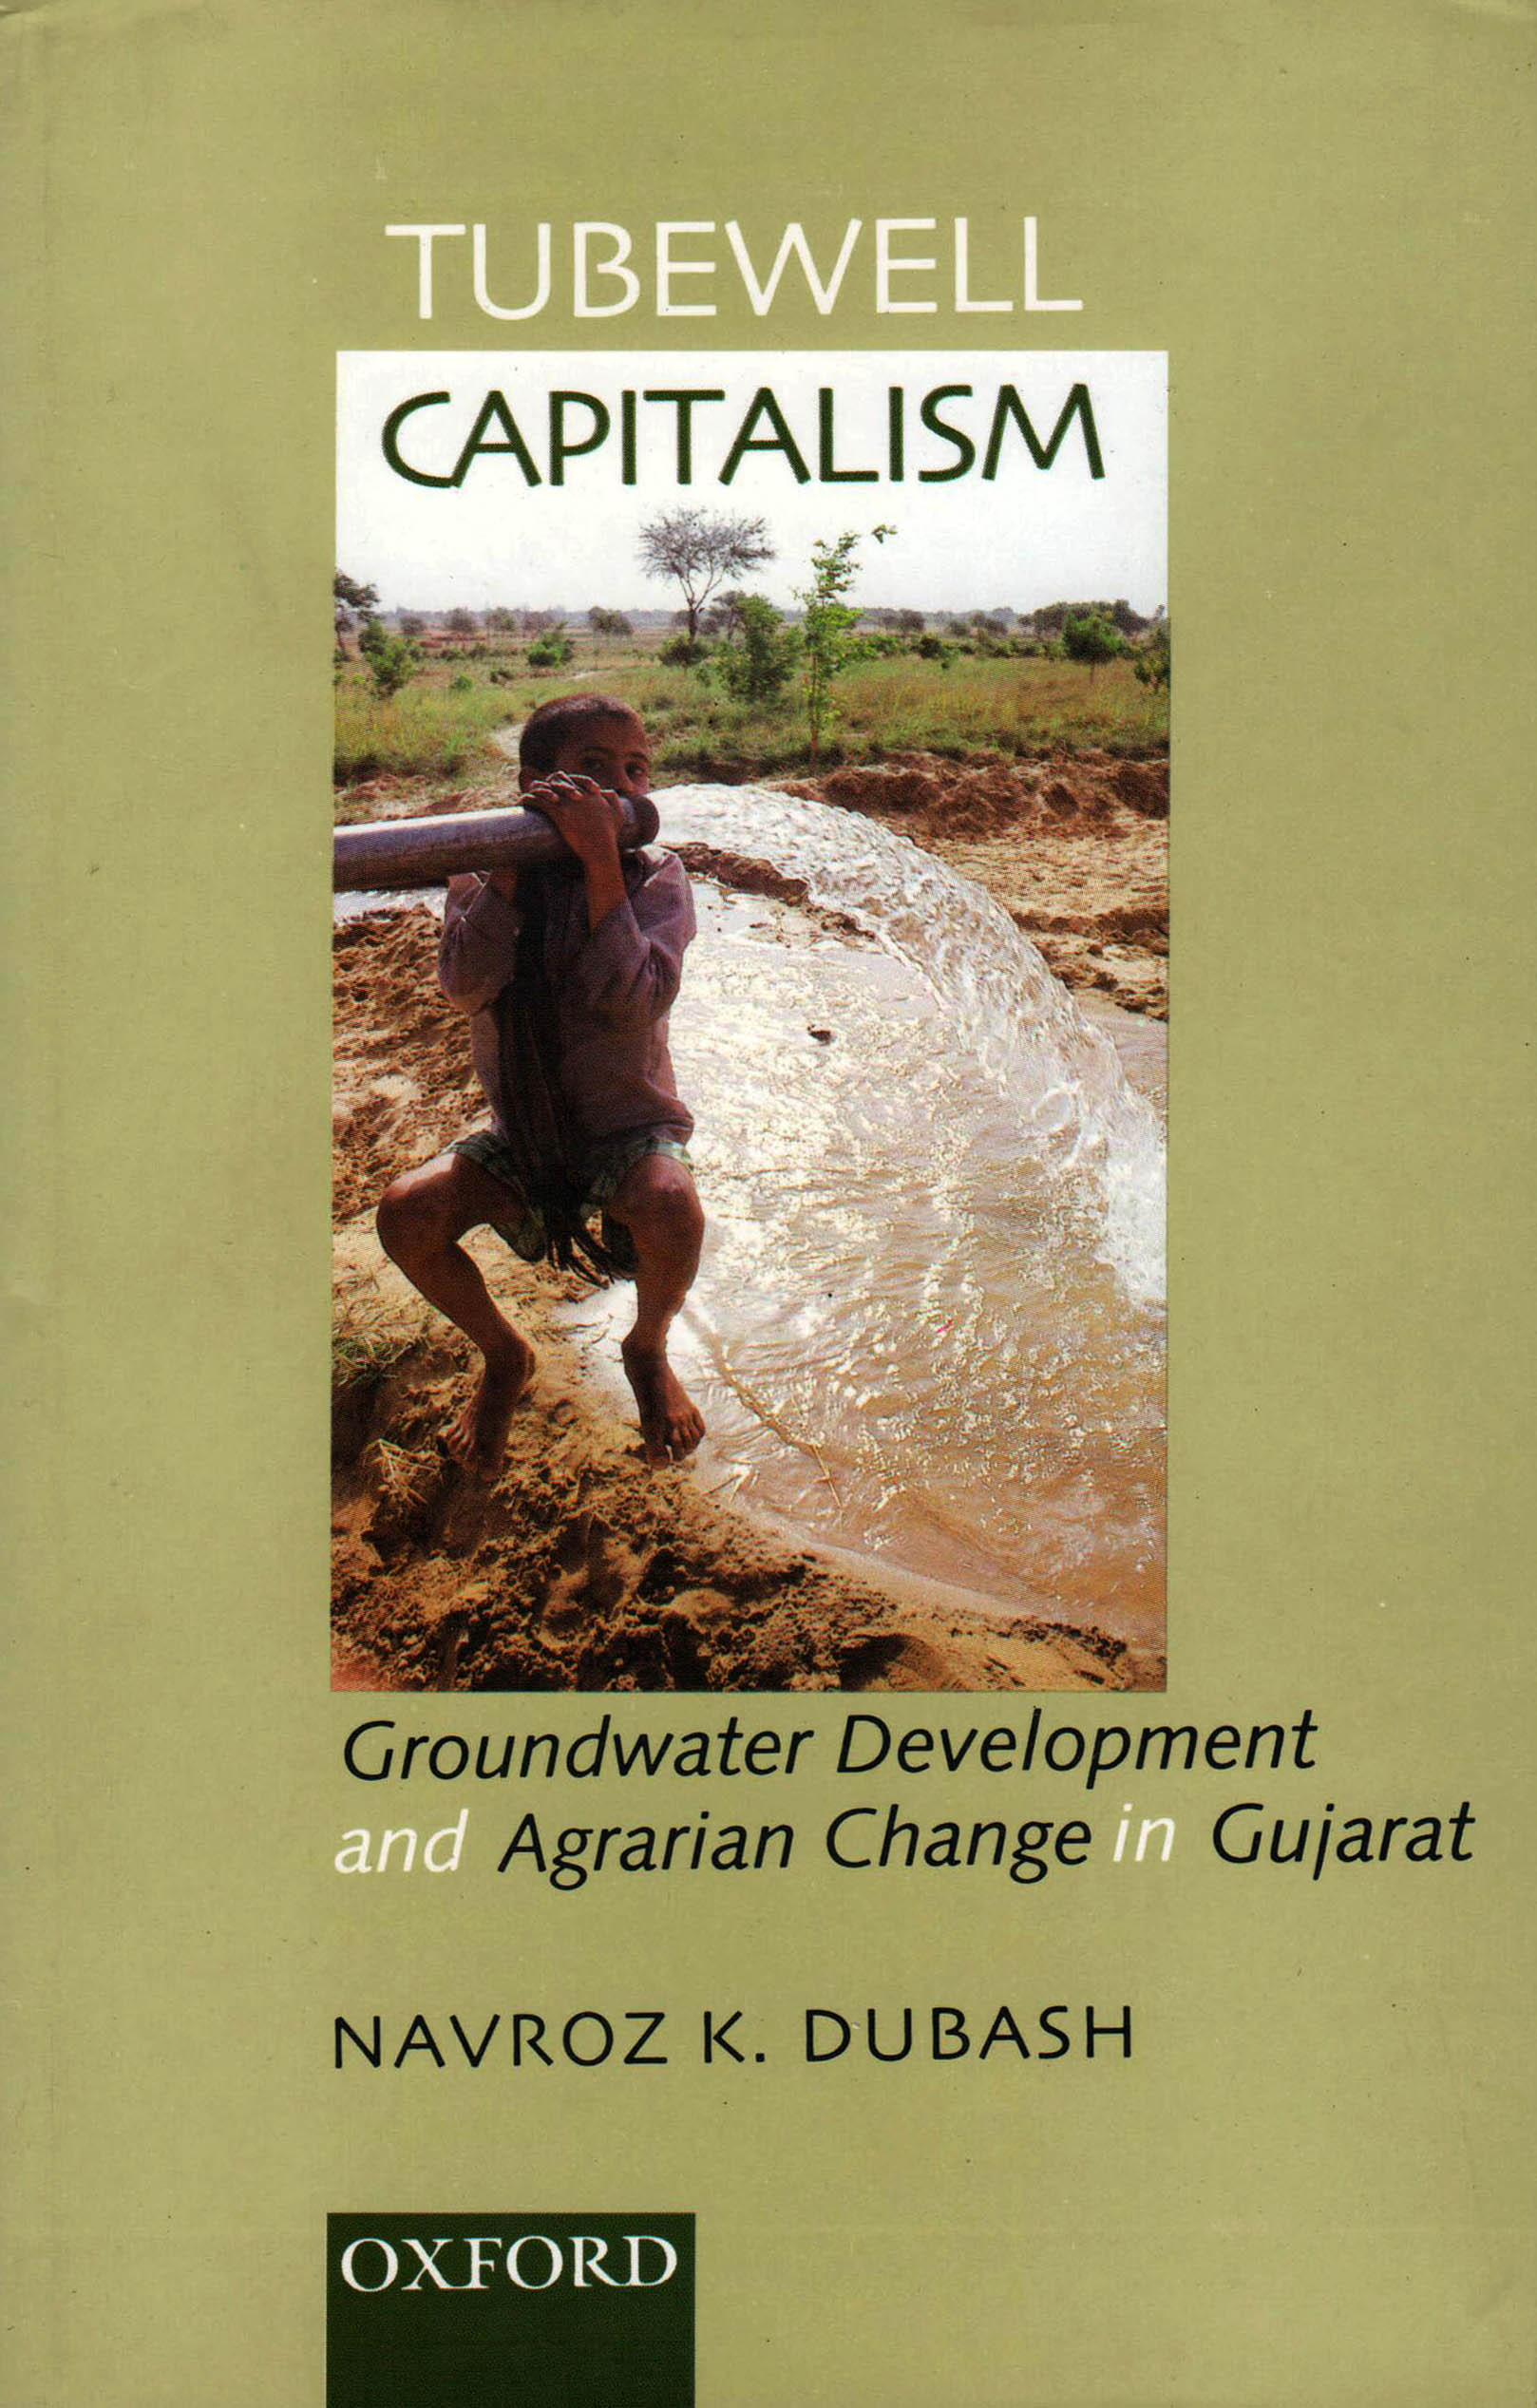 TUBEWELL
CAPITALISM
Groundwater Development
and Agrarian Change in Gujarat
NAVROZ K. DUBASH
OXFORD